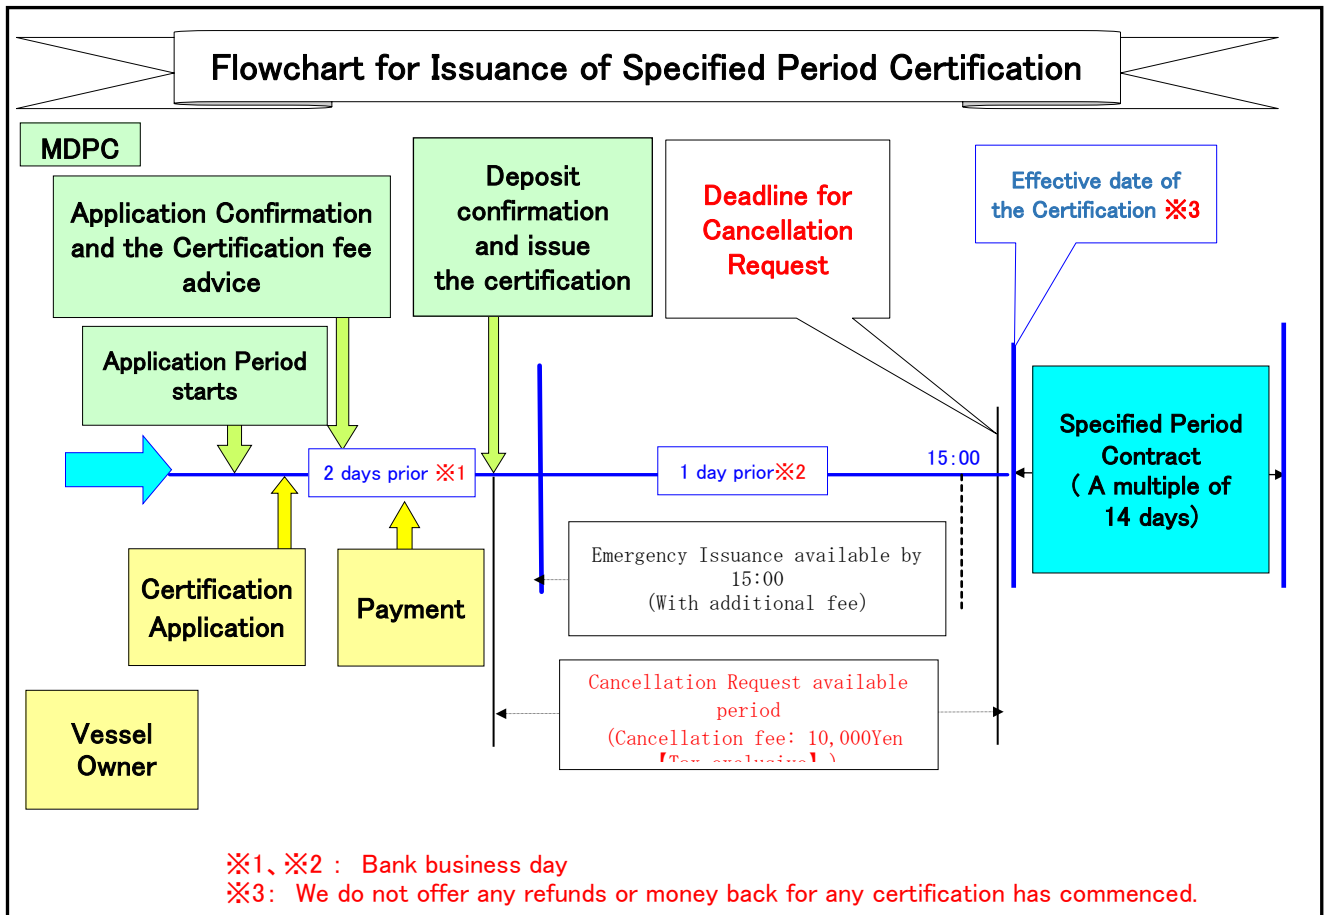 Flowchart for Issuance of Specified Period Certification
MDPC
Application Confirmation
and the Certification fee
advice
Deposit
confirmation
and issue
the certification
Deadline for
Cancellation
Request
Effective date of
the Certification ※3
Application Period
starts
2 days prior ※1
1 day prior※2
15:00
Specified Period
Contract
( A multiple of
14 days)
Certification
Application
Payment
Emergency Issuance available by
15:00
(With additional fee)
Cancellation Request available
period
(Cancellation fee: 10,000Yen
【Tax exclusive】)
Vessel
Owner
※1、※2 : Bank business day
※3: We do not offer any refunds or money back for any certification has commenced.